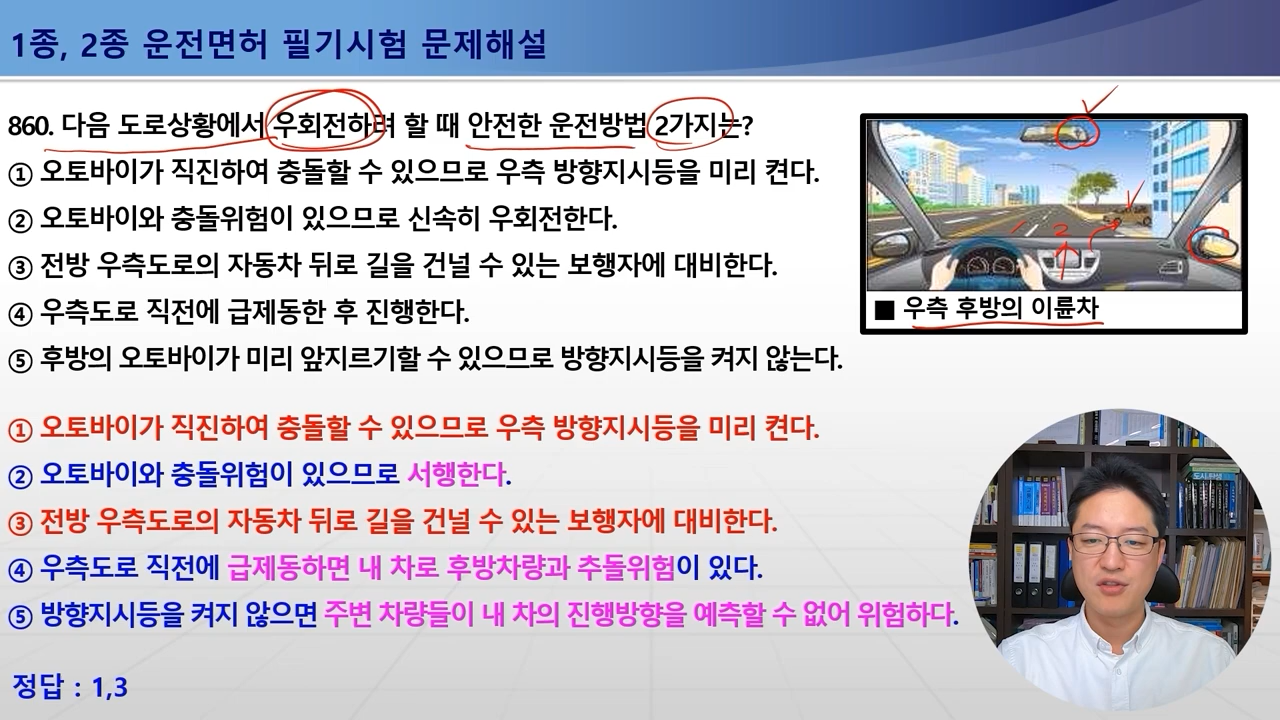 1종, 2종 운전면허 필기시험 문제해설
860. 다음 도로상황에서 우회전하려 할 때 안전한 운전방법 2가지는?
① 오토바이가 직진하여 충돌할 수 있으므로 우측 방향지시등을 미리 켠다.
② 오토바이와 충돌위험이 있으므로 신속히 우회전한다.
③ 전방 우측도로의 자동차 뒤로 길을 건널 수 있는 보행자에 대비한다.
④ 우측도로 직전에 급제동한 후 진행한다.
⑤ 후방의 오토바이가 미리 앞지르기할 수 있으므로 방향지시등을 켜지 않는다.
■ 우측 후방의 이륜차
① 오토바이가 직진하여 충돌할 수 있으므로 우측 방향지시등을 미리 켠다.
② 오토바이와 충돌위험이 있으므로 서행한다.
③ 전방 우측도로의 자동차 뒤로 길을 건널 수 있는 보행자에 대비한다.
④ 우측도로 직전에 급제동하면 내 차로 후방차량과 추돌위험이 있다.
⑤ 방향지시등을 켜지 않으면 주변 차량들이 내 차의 진행방향을 예측할 수 없어 위험하다.
정답 : 1,3